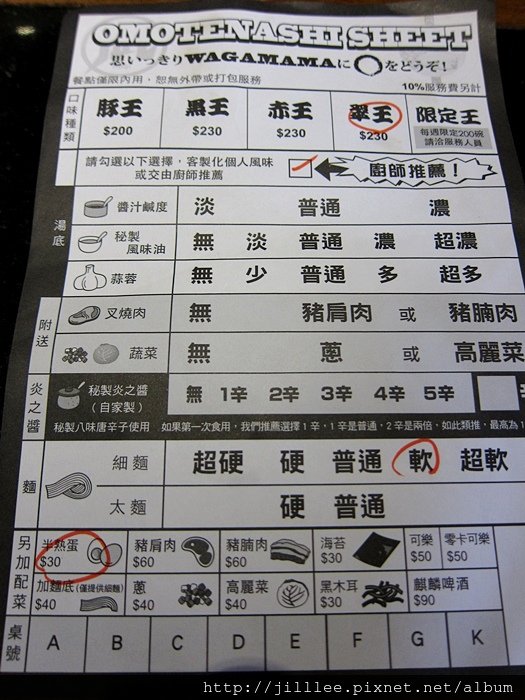 OMOTENASHI SHEET
思いっきりWAGAMAMAに〇をどうぞ!
餐點僅限內用，恕無外帶或打包服務
10%服務費另計
口味種類 豚王 黒王 赤王 翠王 限定王
$200 $230 $230 $230 每週限定200碗
請洽服務人員
請勾選以下選擇，客製化個人風味
或交由廚師推薦
廚師推薦!
湯底
醬汁鹹度 淡 普通 濃
秘製風味油 無 淡 普通 濃 超濃
蒜蓉 無 少 普通 多 超多
附送
叉燒肉 無 豬肩肉 或 豬腩肉
蔬菜 無 蔥 或 高麗菜
炎之醬
秘製炎之醬 無 1辛 2辛 3辛 4辛 5辛
(自家製)
秘製八味唐辛子使用 如果第一次食用，我們推薦選擇1辛，1辛是普通，2辛是兩倍，如此類推，最高為1
麵
細麵 超硬 硬 普通 軟 超軟
太麵 硬 普通
另加配菜
半熟蛋 豬肩肉 豬腩肉 海苔 可樂 零卡可樂
$30 $60 $60 $30 $50 $50
加麵底(僅提供細麵) 蔥 高麗菜 黑木耳 麒麟啤酒
$40 $40 $40 $30 $90
桌號 A B C D E F G K
http://jilllee.pixnet.net/album